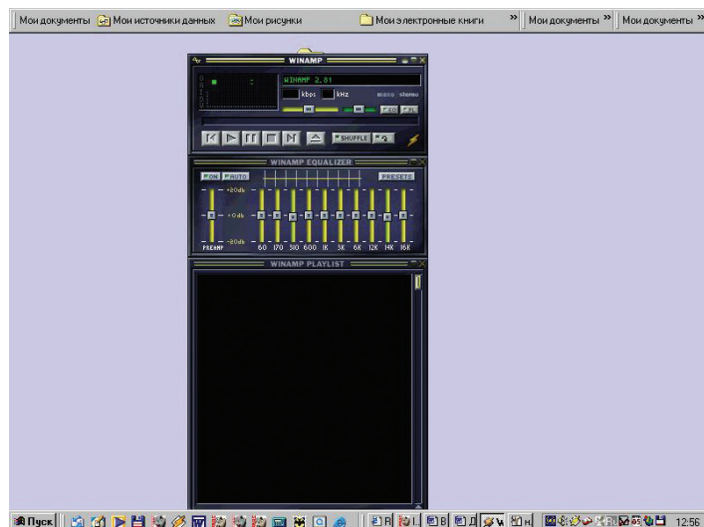 Мои документы Мои источники данных Мои рисунки Мои электронные книги » Мои документы » Мои документы »
WINAMP
WINAMP 2.81
kbps kHz mono stereo
EQ PL
SHUFFLE
WINAMP EQUALIZER
ON AUTO PRESETS
+20db
+0db
-20db
PREAMP 60 170 310 600 1K 3K 6K 12K 14K 16K
WINAMP PLAYLIST
Пуск 12:56